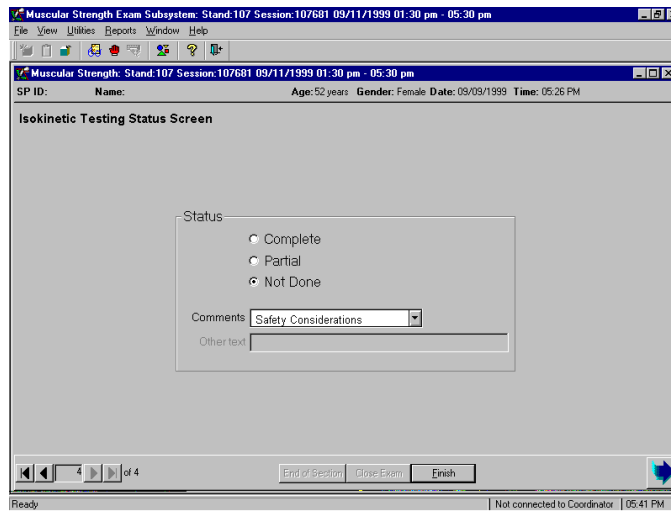 Muscular Strength Exam Subsystem: Stand:107 Session:107681 09/11/1999 01:30 pm - 05:30 pm
File View Utilities Reports Window Help
Muscular Strength: Stand:107 Session:107681 09/11/1999 01:30 pm - 05:30 pm
SP ID: Name: Age: 52 years Gender: Female Date: 09/09/1999 Time: 05:26 PM
Isokinetic Testing Status Screen
Status
Complete
Partial
Not Done
Comments Safety Considerations
Other text
4 of 4 End of Section Close Exam Finish
Ready Not connected to Coordinator 05:41 PM